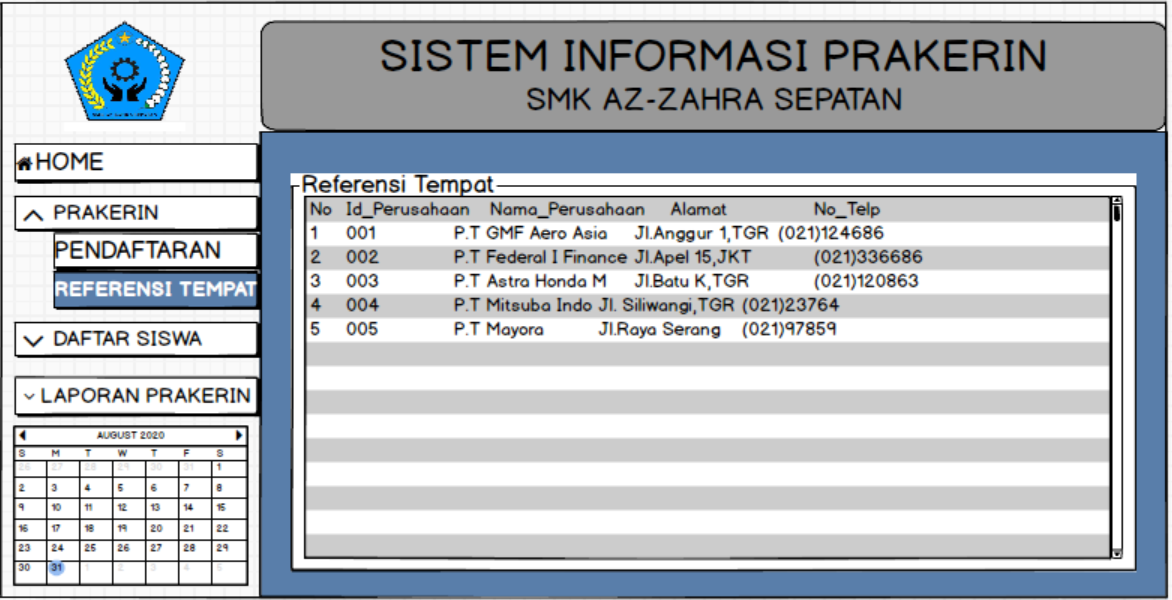 SISTEM INFORMASI PRAKERIN
SMK AZ-ZAHRA SEPATAN
HOME
PRAKERIN
PENDAFTARAN
REFERENSI TEMPAT
DAFTAR SISWA
LAPORAN PRAKERIN
AUGUST 2020
S M T W T F S
26 27 28 29 30 31 1
2 3 4 5 6 7 8
9 10 11 12 13 14 15
16 17 18 19 20 21 22
23 24 25 26 27 28 29
30 31 1 2 3 4 5
Referensi Tempat
No Id_Perusahaan Nama_Perusahaan Alamat No_Telp
1 001 P.T GMF Aero Asia Jl.Anggur 1,TGR (021)124686
2 002 P.T Federal I Finance Jl.Apel 15,JKT (021)336686
3 003 P.T Astra Honda M Jl.Batu K,TGR (021)120863
4 004 P.T Mitsuba Indo Jl. Siliwangi,TGR (021)23764
5 005 P.T Mayora Jl.Raya Serang (021)97859